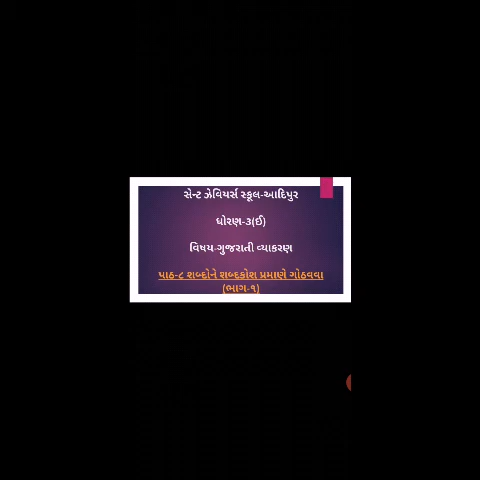 સેન્ટ ઝેવિયર્સ સ્કૂલ-આદિપુર
ધોરણ-૩(ઈ)
વિષય-ગુજરાતી વ્યાકરણ
પાઠ-૮ શબ્દોને શબ્દકોશ પ્રમાણે ગોઠવવા
(ભાગ-૧)